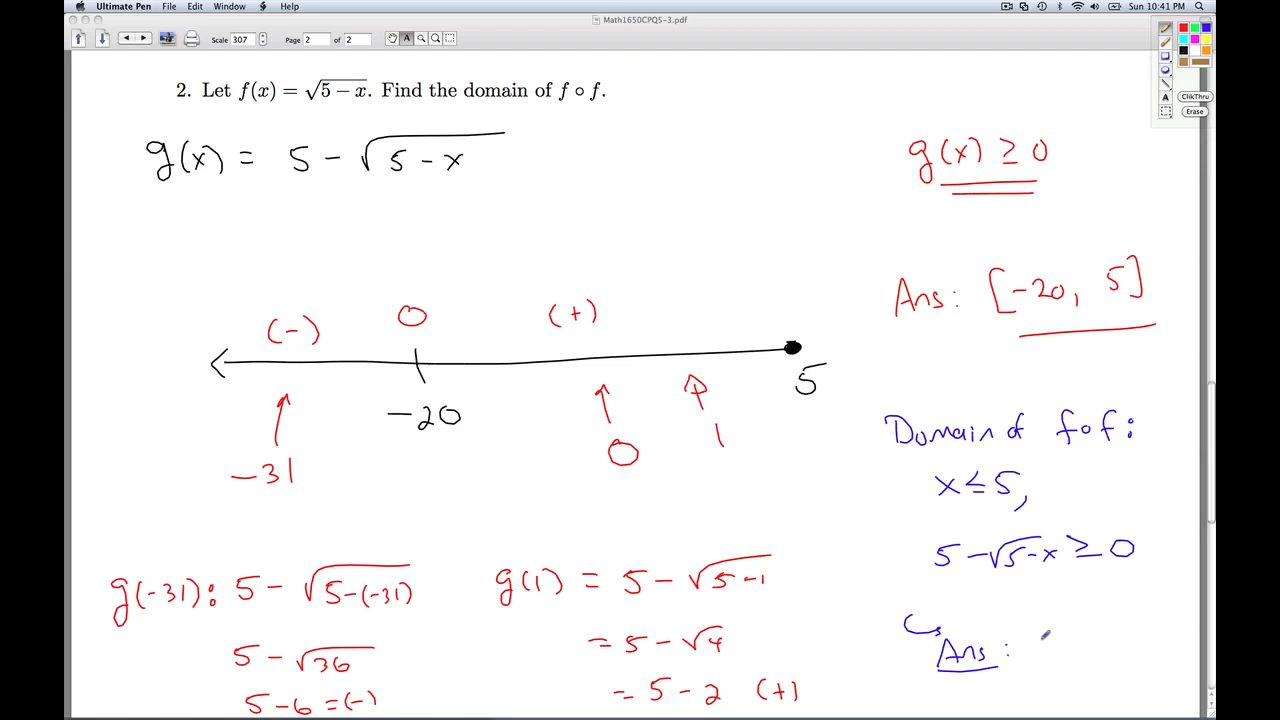 Ultimate Pen File Edit Window Help Sun 10:41 PM
Math1650CPQ5-3.pdf
Scale 307 Page 2 of 2
ClikThru
Erase
2. Let f(x) = √(5 − x). Find the domain of f ∘ f.
g(x) = 5 − √(5 − x)
g(x) ≥ 0
Ans: [−20, 5]
(−) 0 (+)
−20 5
−31 0 1
Domain of f∘f:
x ≤ 5,
5 − √(5−x) ≥ 0
Ans:
g(−31): 5 − √(5−(−31))
5 − √36
5 − 6 = (−)
g(1) = 5 − √(5−1)
= 5 − √4
= 5 − 2 (+)